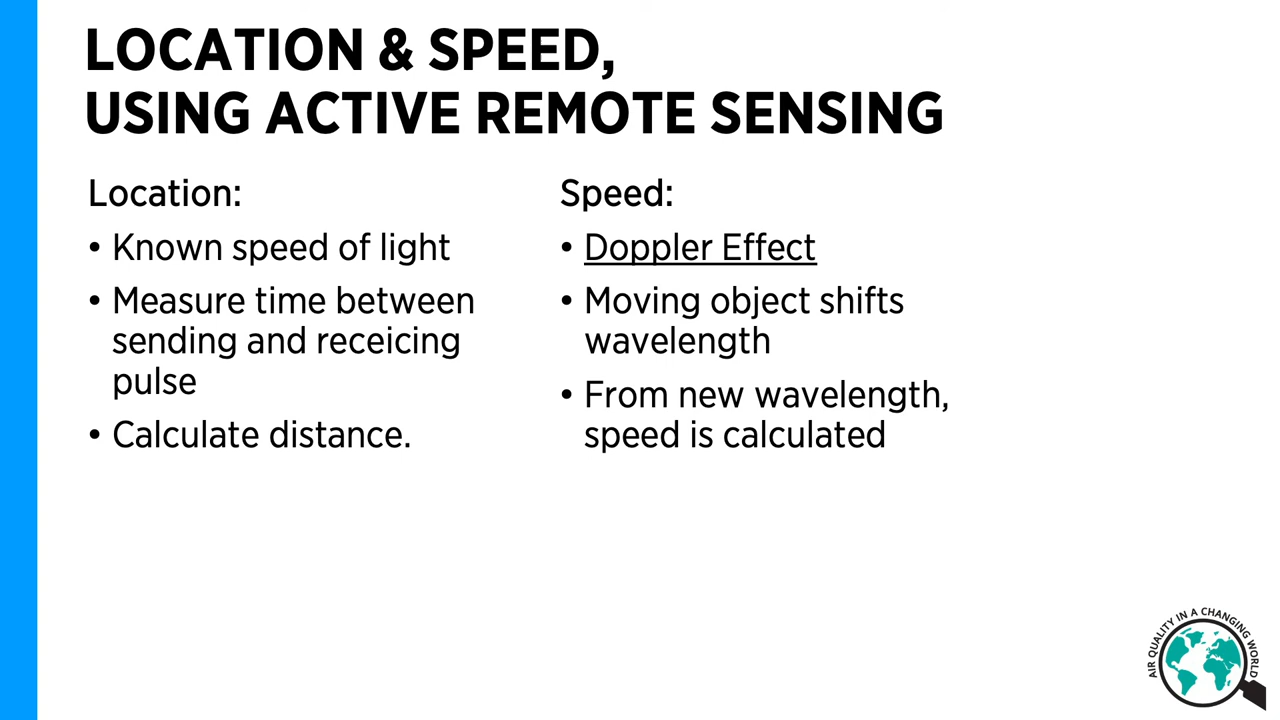 LOCATION & SPEED,
USING ACTIVE REMOTE SENSING
Location:
• Known speed of light
• Measure time between
sending and receicing
pulse
• Calculate distance.
Speed:
• Doppler Effect
• Moving object shifts
wavelength
• From new wavelength,
speed is calculated
AIR QUALITY IN A CHANGING WORLD